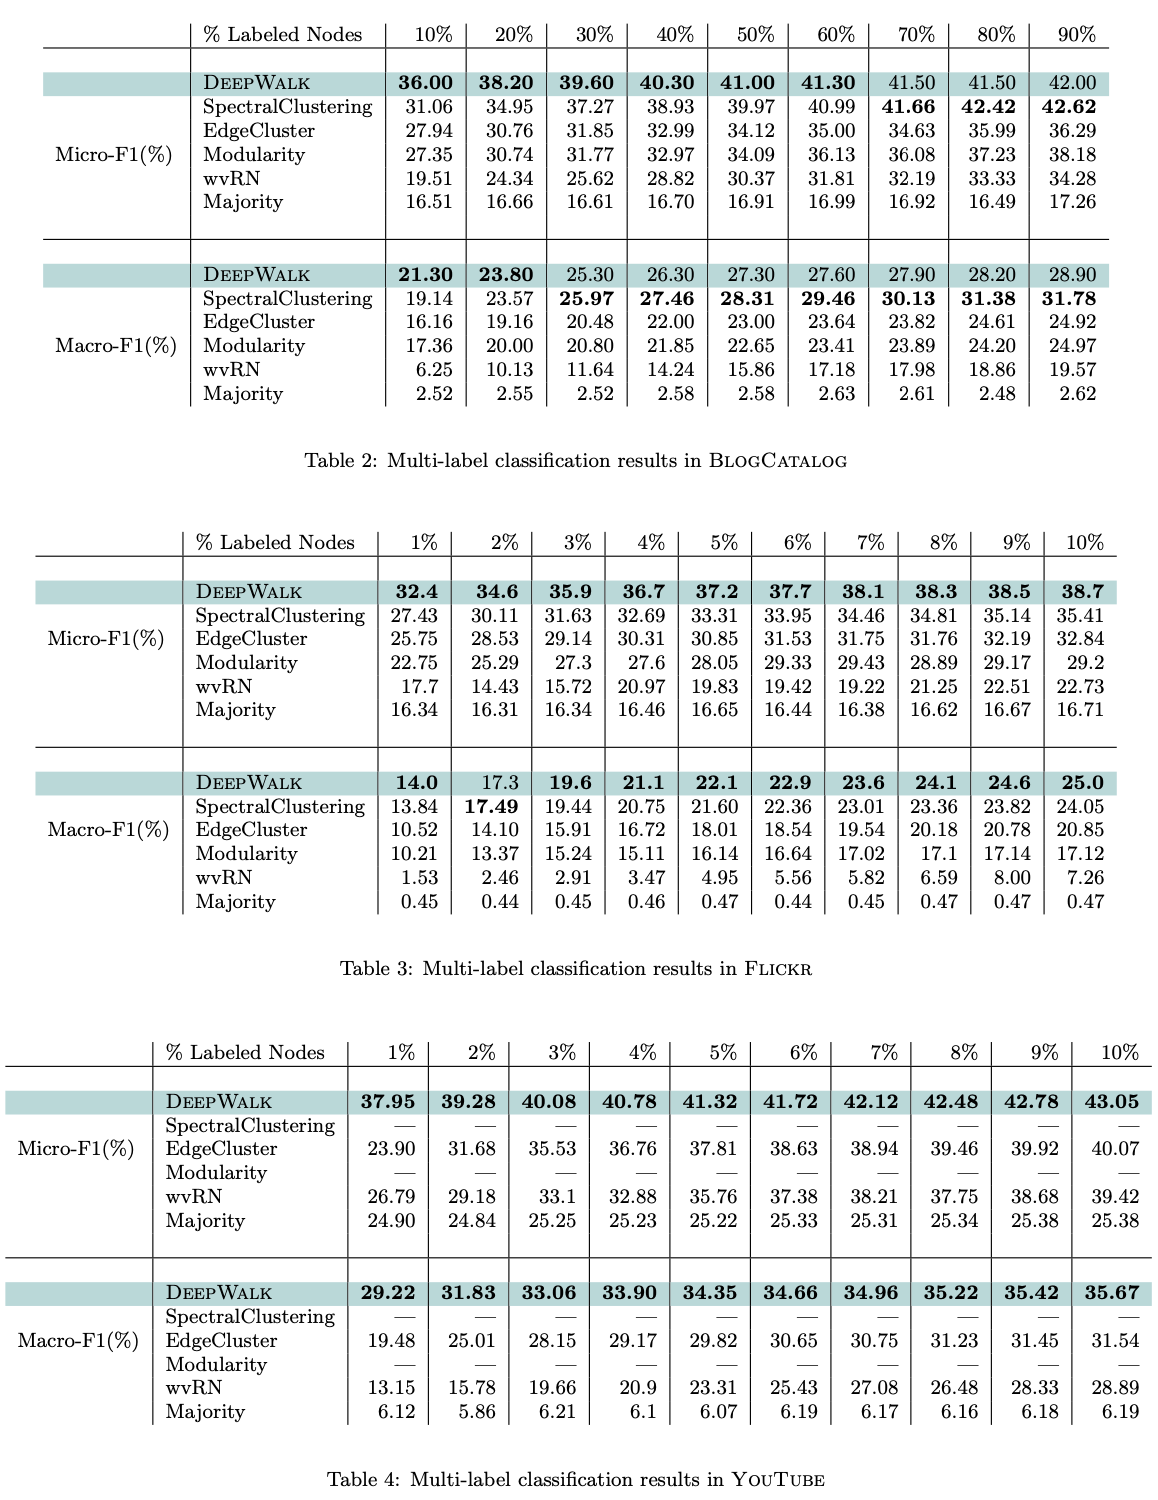 % Labeled Nodes 10% 20% 30% 40% 50% 60% 70% 80% 90%
DEEPWALK 36.00 38.20 39.60 40.30 41.00 41.30 41.50 41.50 42.00
SpectralClustering 31.06 34.95 37.27 38.93 39.97 40.99 41.66 42.42 42.62
EdgeCluster 27.94 30.76 31.85 32.99 34.12 35.00 34.63 35.99 36.29
Micro-F1(%) Modularity 27.35 30.74 31.77 32.97 34.09 36.13 36.08 37.23 38.18
wvRN 19.51 24.34 25.62 28.82 30.37 31.81 32.19 33.33 34.28
Majority 16.51 16.66 16.61 16.70 16.91 16.99 16.92 16.49 17.26
DEEPWALK 21.30 23.80 25.30 26.30 27.30 27.60 27.90 28.20 28.90
SpectralClustering 19.14 23.57 25.97 27.46 28.31 29.46 30.13 31.38 31.78
EdgeCluster 16.16 19.16 20.48 22.00 23.00 23.64 23.82 24.61 24.92
Macro-F1(%) Modularity 17.36 20.00 20.80 21.85 22.65 23.41 23.89 24.20 24.97
wvRN 6.25 10.13 11.64 14.24 15.86 17.18 17.98 18.86 19.57
Majority 2.52 2.55 2.52 2.58 2.58 2.63 2.61 2.48 2.62
Table 2: Multi-label classification results in BLOGCATALOG
% Labeled Nodes 1% 2% 3% 4% 5% 6% 7% 8% 9% 10%
DEEPWALK 32.4 34.6 35.9 36.7 37.2 37.7 38.1 38.3 38.5 38.7
SpectralClustering 27.43 30.11 31.63 32.69 33.31 33.95 34.46 34.81 35.14 35.41
Micro-F1(%) EdgeCluster 25.75 28.53 29.14 30.31 30.85 31.53 31.75 31.76 32.19 32.84
Modularity 22.75 25.29 27.3 27.6 28.05 29.33 29.43 28.89 29.17 29.2
wvRN 17.7 14.43 15.72 20.97 19.83 19.42 19.22 21.25 22.51 22.73
Majority 16.34 16.31 16.34 16.46 16.65 16.44 16.38 16.62 16.67 16.71
DEEPWALK 14.0 17.3 19.6 21.1 22.1 22.9 23.6 24.1 24.6 25.0
SpectralClustering 13.84 17.49 19.44 20.75 21.60 22.36 23.01 23.36 23.82 24.05
Macro-F1(%) EdgeCluster 10.52 14.10 15.91 16.72 18.01 18.54 19.54 20.18 20.78 20.85
Modularity 10.21 13.37 15.24 15.11 16.14 16.64 17.02 17.1 17.14 17.12
wvRN 1.53 2.46 2.91 3.47 4.95 5.56 5.82 6.59 8.00 7.26
Majority 0.45 0.44 0.45 0.46 0.47 0.44 0.45 0.47 0.47 0.47
Table 3: Multi-label classification results in FLICKR
% Labeled Nodes 1% 2% 3% 4% 5% 6% 7% 8% 9% 10%
DEEPWALK 37.95 39.28 40.08 40.78 41.32 41.72 42.12 42.48 42.78 43.05
SpectralClustering — — — — — — — — — —
Micro-F1(%) EdgeCluster 23.90 31.68 35.53 36.76 37.81 38.63 38.94 39.46 39.92 40.07
Modularity — — — — — — — — — —
wvRN 26.79 29.18 33.1 32.88 35.76 37.38 38.21 37.75 38.68 39.42
Majority 24.90 24.84 25.25 25.23 25.22 25.33 25.31 25.34 25.38 25.38
DEEPWALK 29.22 31.83 33.06 33.90 34.35 34.66 34.96 35.22 35.42 35.67
SpectralClustering — — — — — — — — — —
Macro-F1(%) EdgeCluster 19.48 25.01 28.15 29.17 29.82 30.65 30.75 31.23 31.45 31.54
Modularity — — — — — — — — — —
wvRN 13.15 15.78 19.66 20.9 23.31 25.43 27.08 26.48 28.33 28.89
Majority 6.12 5.86 6.21 6.1 6.07 6.19 6.17 6.16 6.18 6.19
Table 4: Multi-label classification results in YOUTUBE